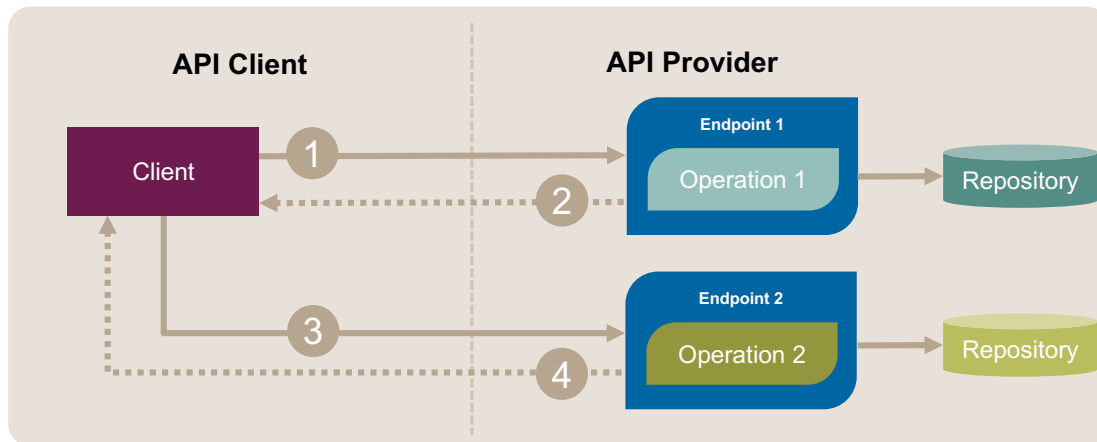 API Client
API Provider
Endpoint 1
Client
1
Operation 1
Repository
2
Endpoint 2
3
Operation 2
Repository
4